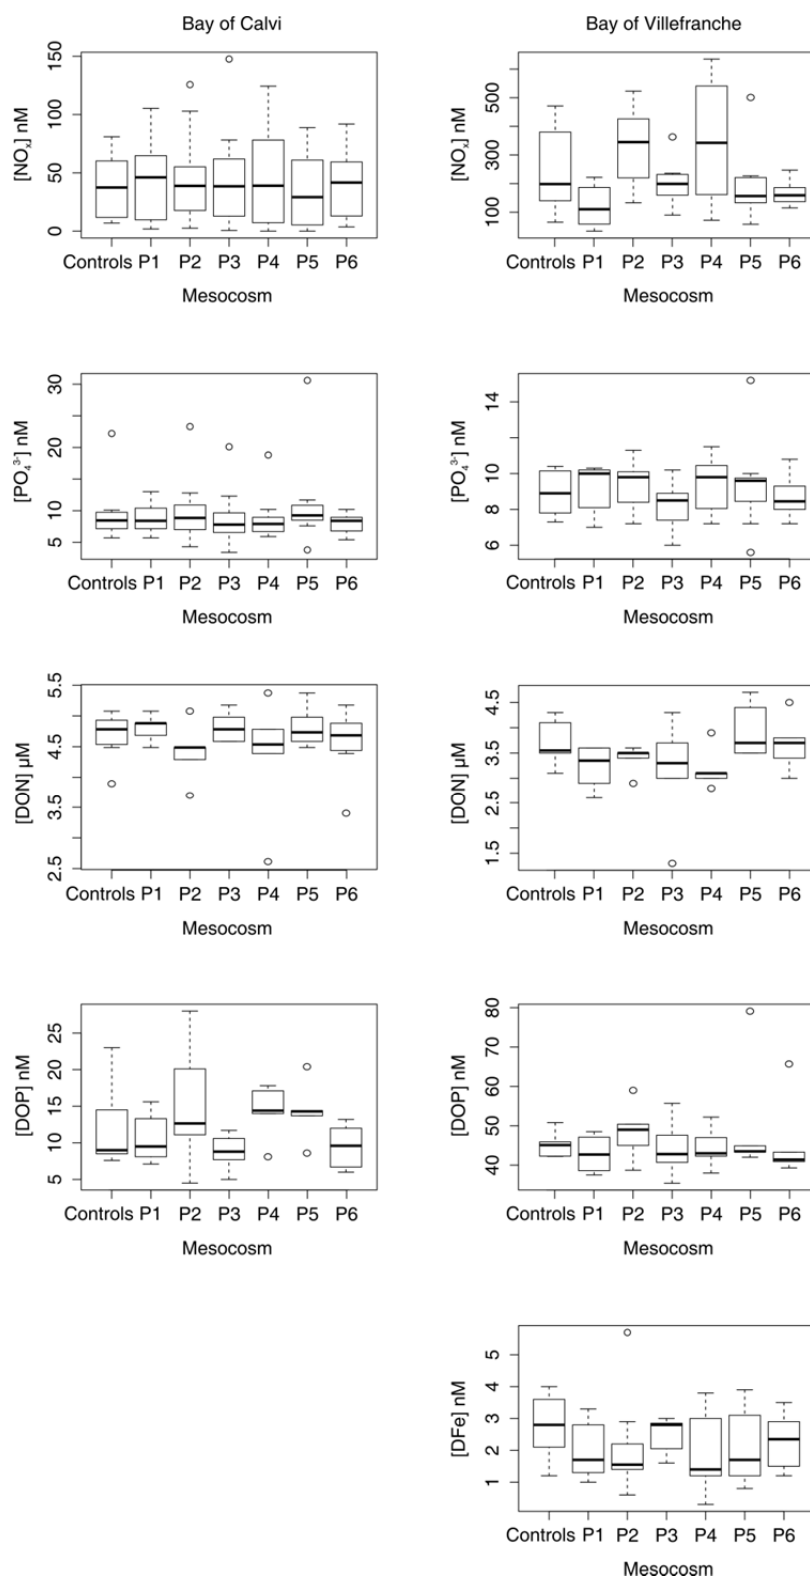 Bay of Calvi
Bay of Villefranche
[NOₓ] nM
150
100
50
0
Controls P1 P2 P3 P4 P5 P6
Mesocosm
[NOₓ] nM
500
300
100
Controls P1 P2 P3 P4 P5 P6
Mesocosm
[PO₄³⁻] nM
30
20
10
5
Controls P1 P2 P3 P4 P5 P6
Mesocosm
[PO₄³⁻] nM
14
10
8
6
Controls P1 P2 P3 P4 P5 P6
Mesocosm
[DON] µM
5.5
4.5
3.5
2.5
Controls P1 P2 P3 P4 P5 P6
Mesocosm
[DON] µM
4.5
3.5
2.5
1.5
Controls P1 P2 P3 P4 P5 P6
Mesocosm
[DOP] nM
25
20
15
10
5
Controls P1 P2 P3 P4 P5 P6
Mesocosm
[DOP] nM
80
70
60
50
40
Controls P1 P2 P3 P4 P5 P6
Mesocosm
[DFe] nM
5
4
3
2
1
Controls P1 P2 P3 P4 P5 P6
Mesocosm